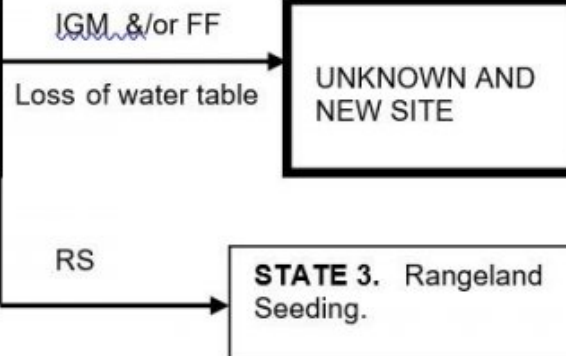 IGM &/or FF
Loss of water table
UNKNOWN AND
NEW SITE
RS
STATE 3. Rangeland
Seeding.